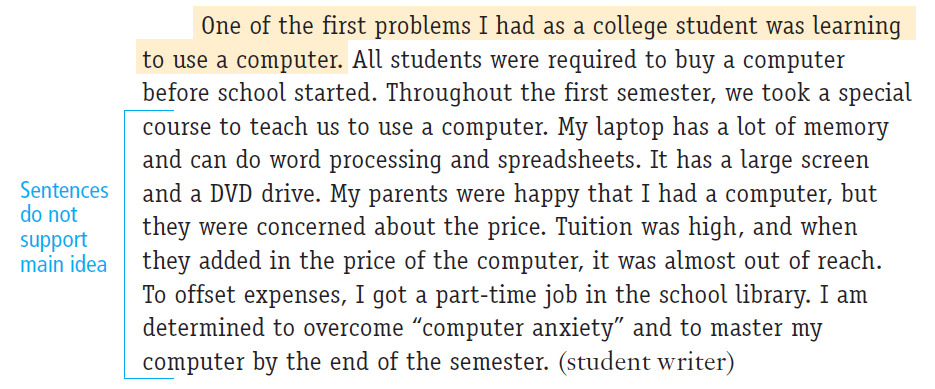 One of the first problems I had as a college student was learning
to use a computer. All students were required to buy a computer
before school started. Throughout the first semester, we took a special
course to teach us to use a computer. My laptop has a lot of memory
and can do word processing and spreadsheets. It has a large screen
and a DVD drive. My parents were happy that I had a computer, but
they were concerned about the price. Tuition was high, and when
they added in the price of the computer, it was almost out of reach.
To offset expenses, I got a part-time job in the school library. I am
determined to overcome “computer anxiety” and to master my
computer by the end of the semester. (student writer)
Sentences
do not
support
main idea